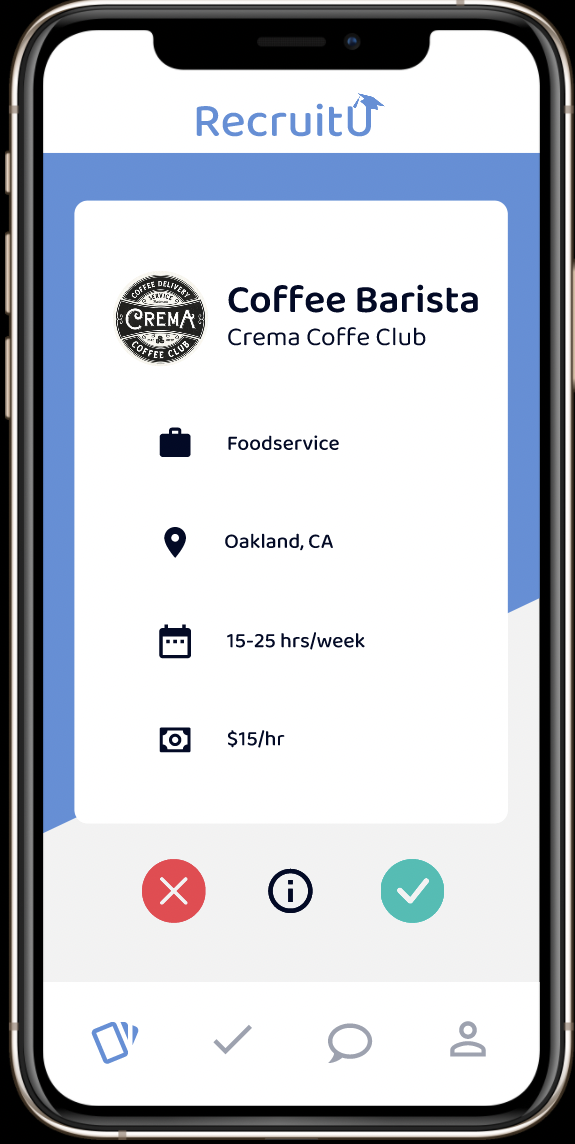 RecruitU
COFFEE DELIVERY
SERVICE
CREMA
COFFEE CLUB
Coffee Barista
Crema Coffe Club
Foodservice
Oakland, CA
15-25 hrs/week
$15/hr